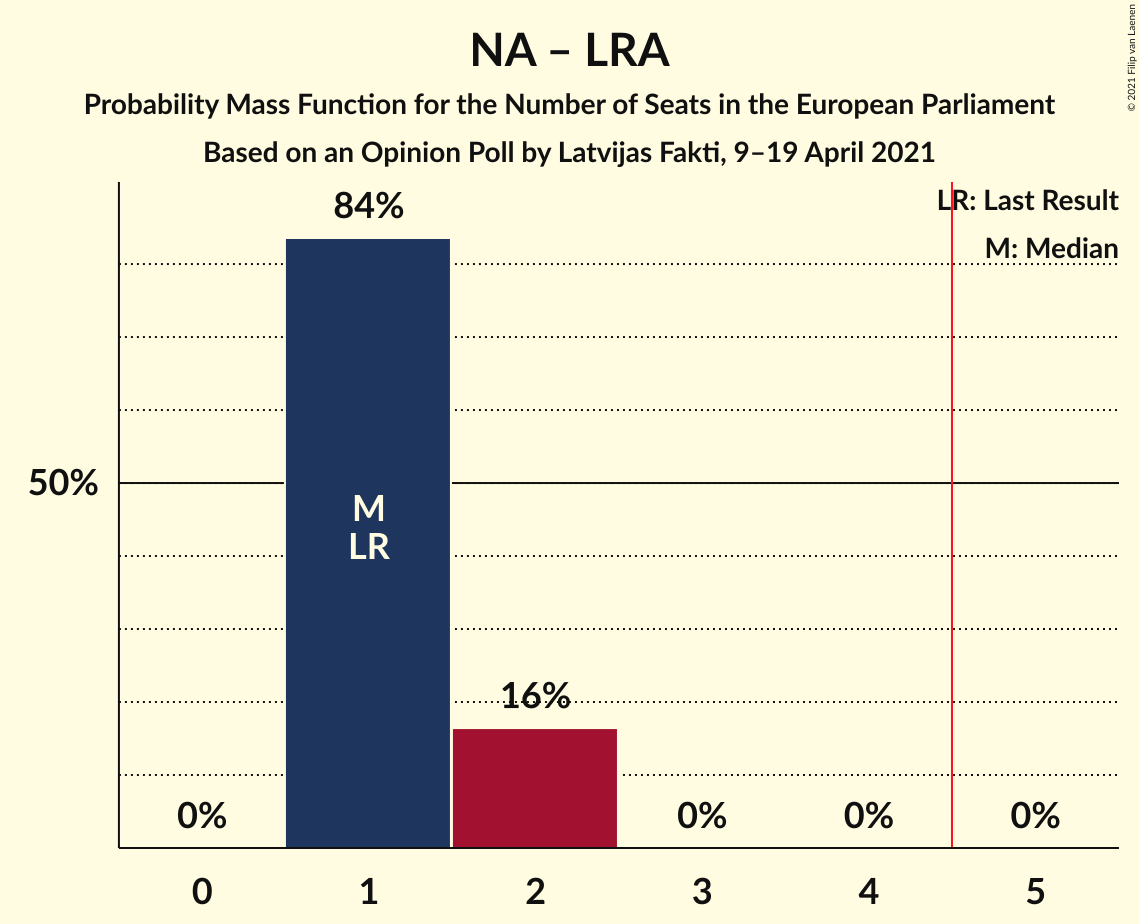 NA – LRA
Probability Mass Function for the Number of Seats in the European Parliament
Based on an Opinion Poll by Latvijas Fakti, 9–19 April 2021
© 2021 Filip van Laenen
LR: Last Result
M: Median
84%
50%
M
LR
16%
0%
0%
0%
0%
0
1
2
3
4
5